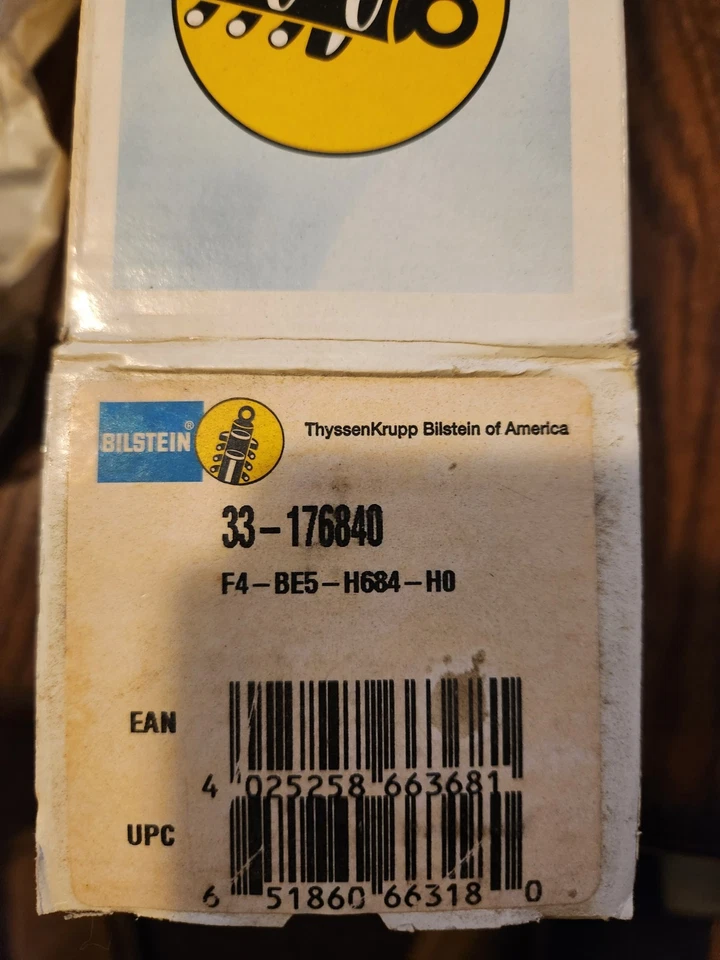 BILSTEIN®
ThyssenKrupp Bilstein of America
33-176840
F4-BE5-H684-H0
EAN
4 025258 663681
UPC
6 51860 66318 0